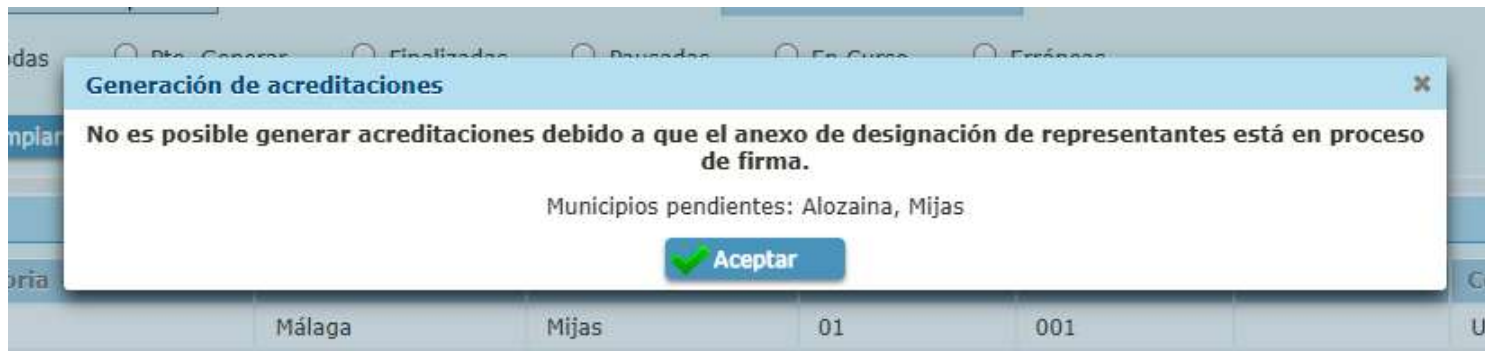 Generación de acreditaciones
No es posible generar acreditaciones debido a que el anexo de designación de representantes está en proceso
de firma.
Municipios pendientes: Alozaina, Mijas
Aceptar
Málaga Mijas 01 001